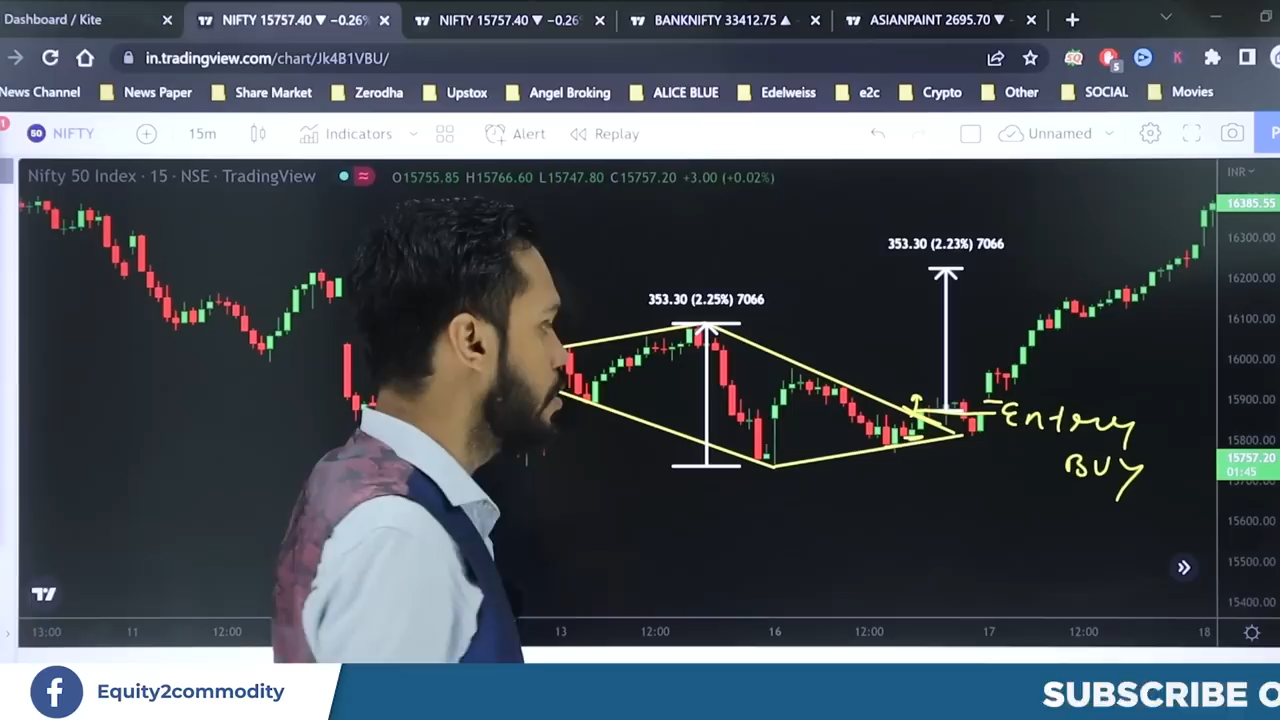 Dashboard / Kite
NIFTY 15757.40 ▼ −0.26%
NIFTY 15757.40 ▼ −0.26
BANKNIFTY 33412.75 ▲
ASIANPAINT 2695.70 ▼
in.tradingview.com/chart/Jk4B1VBU/
News Channel News Paper Share Market Zerodha Upstox Angel Broking ALICE BLUE Edelweiss e2c Crypto Other SOCIAL Movies
50 NIFTY 15m Indicators Alert Replay Unnamed
Nifty 50 Index · 15 · NSE · TradingView
O15755.85 H15766.60 L15747.80 C15757.20 +3.00 (+0.02%)
INR
16385.55
16300.00
16200.00
16100.00
16000.00
15900.00
15800.00
15757.20
01:45
15600.00
15500.00
15400.00
353.30 (2.23%) 7066
353.30 (2.25%) 7066
Entry
BUY
13:00 11 12:00 13 12:00 16 12:00 17 12:00 18
Equity2commodity
SUBSCRIBE O